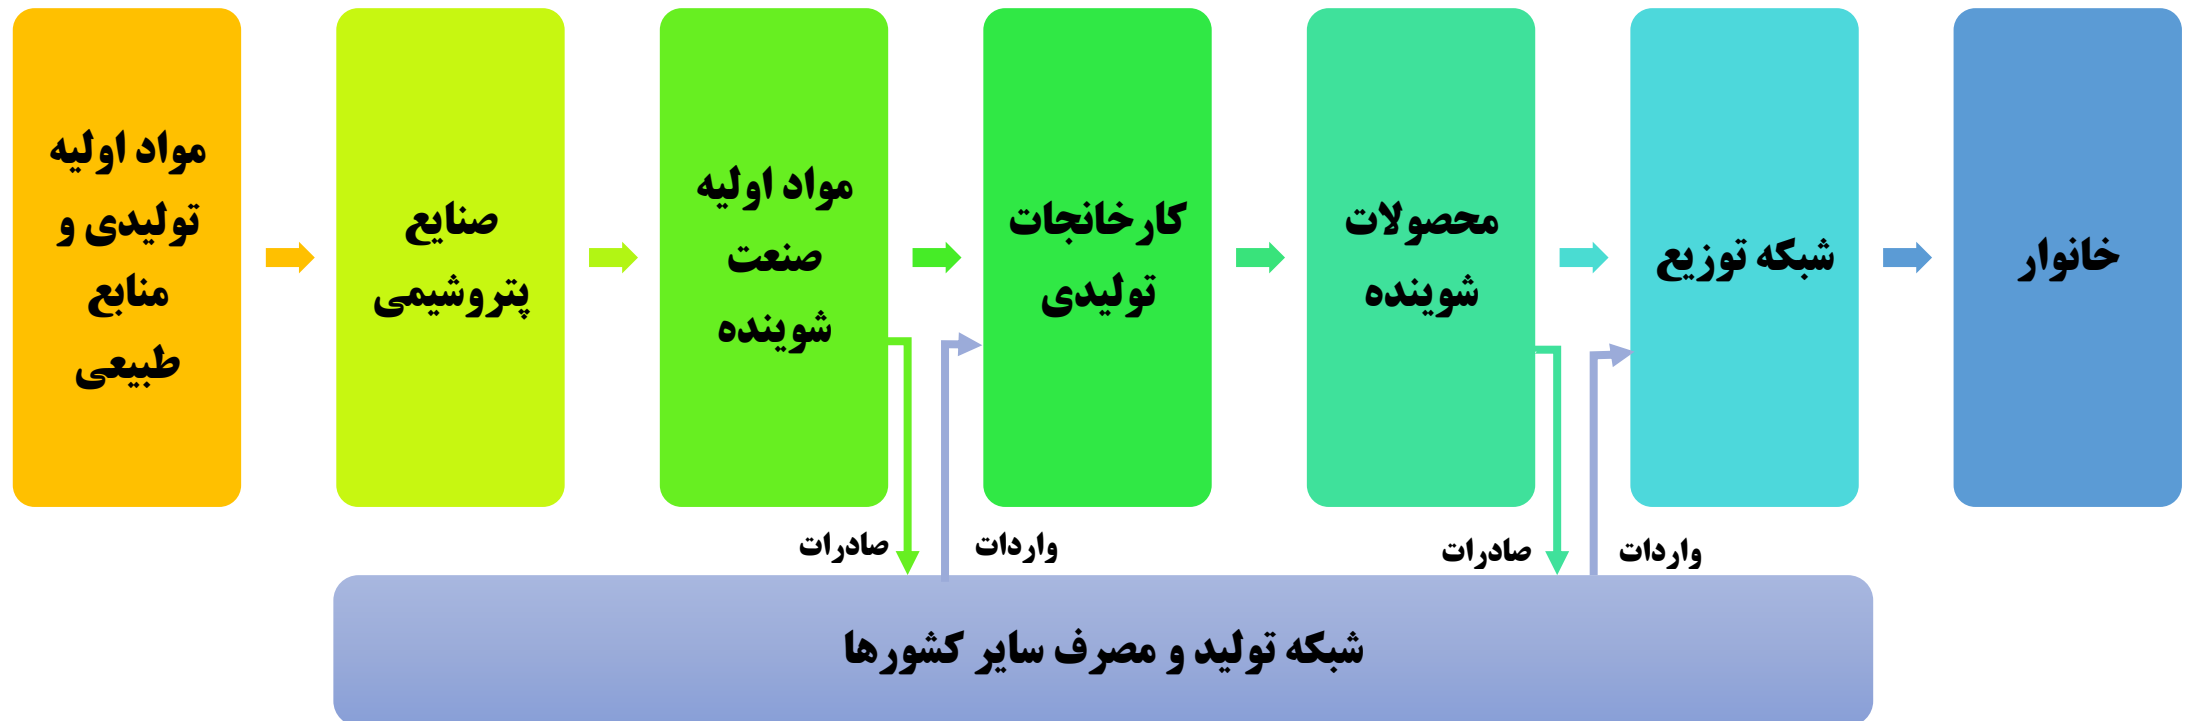 مواد اولیه
تولیدی و
منابع
طبیعی
صنایع
پتروشیمی
مواد اولیه
صنعت
شوینده
کارخانجات
تولیدی
محصولات
شوینده
شبکه توزیع
خانوار
صادرات
واردات
صادرات
واردات
شبکه تولید و مصرف سایر کشورها